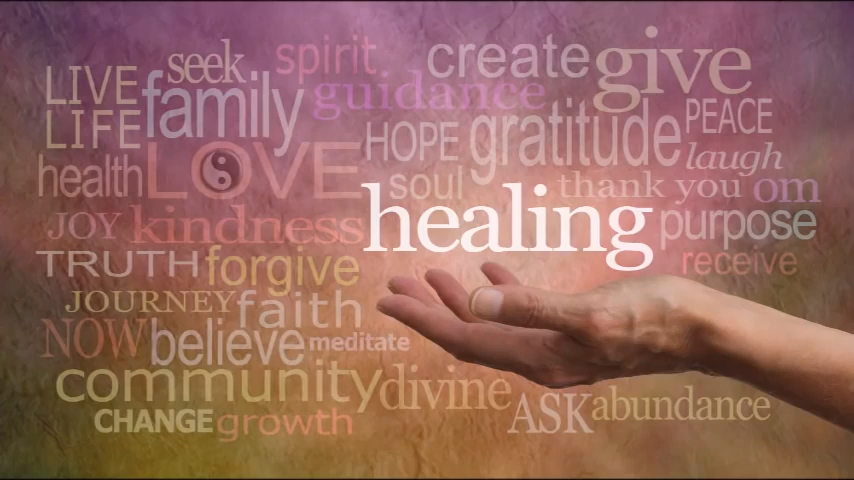 seek
spirit
create
give
LIVE
LIFE
family
guidance
HOPE
gratitude
PEACE
health
LOVE
soul
laugh
thank you
om
JOY
kindness
healing
purpose
TRUTH
forgive
receive
JOURNEY
faith
NOW
believe
meditate
community
divine
CHANGE
growth
ASK
abundance